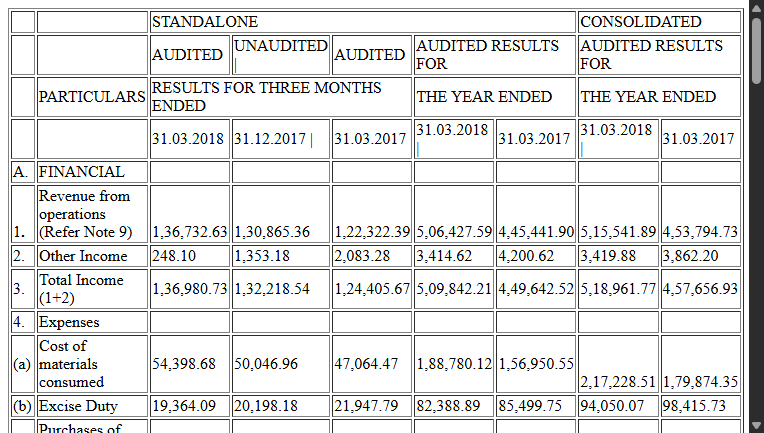 STANDALONE CONSOLIDATED
AUDITED UNAUDITED | AUDITED AUDITED RESULTS FOR AUDITED RESULTS FOR
PARTICULARS RESULTS FOR THREE MONTHS ENDED THE YEAR ENDED THE YEAR ENDED
31.03.2018 31.12.2017 | 31.03.2017 31.03.2018 | 31.03.2017 31.03.2018 | 31.03.2017
A. FINANCIAL
1. Revenue from operations (Refer Note 9) 1,36,732.63 1,30,865.36 1,22,322.39 5,06,427.59 4,45,441.90 5,15,541.89 4,53,794.73
2. Other Income 248.10 1,353.18 2,083.28 3,414.62 4,200.62 3,419.88 3,862.20
3. Total Income (1+2) 1,36,980.73 1,32,218.54 1,24,405.67 5,09,842.21 4,49,642.52 5,18,961.77 4,57,656.93
4. Expenses
(a) Cost of materials consumed 54,398.68 50,046.96 47,064.47 1,88,780.12 1,56,950.55 2,17,228.51 1,79,874.35
(b) Excise Duty 19,364.09 20,198.18 21,947.79 82,388.89 85,499.75 94,050.07 98,415.73
Purchases of